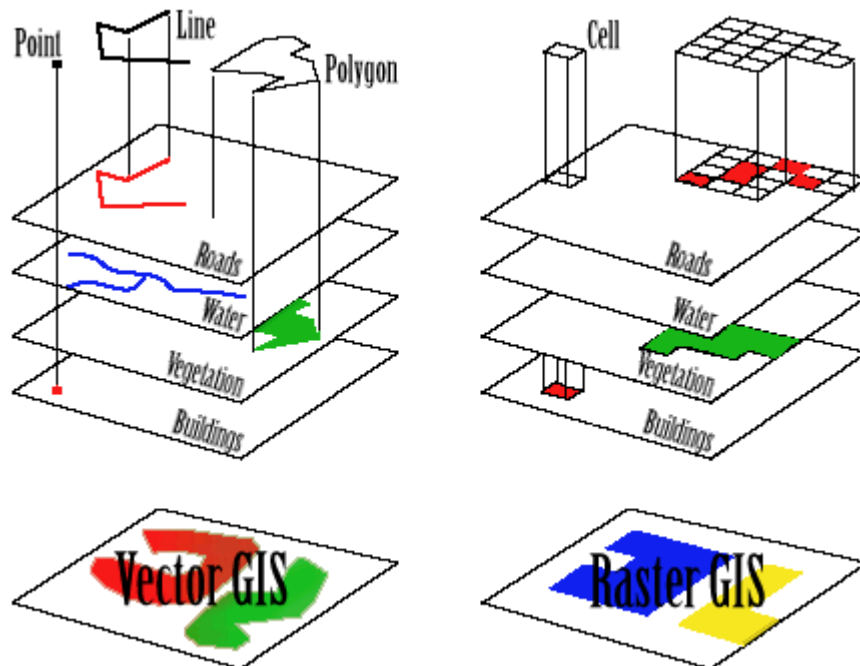 Point
Line
Polygon
Roads
Water
Vegetation
Buildings
Vector GIS
Cell
Roads
Water
Vegetation
Buildings
Raster GIS